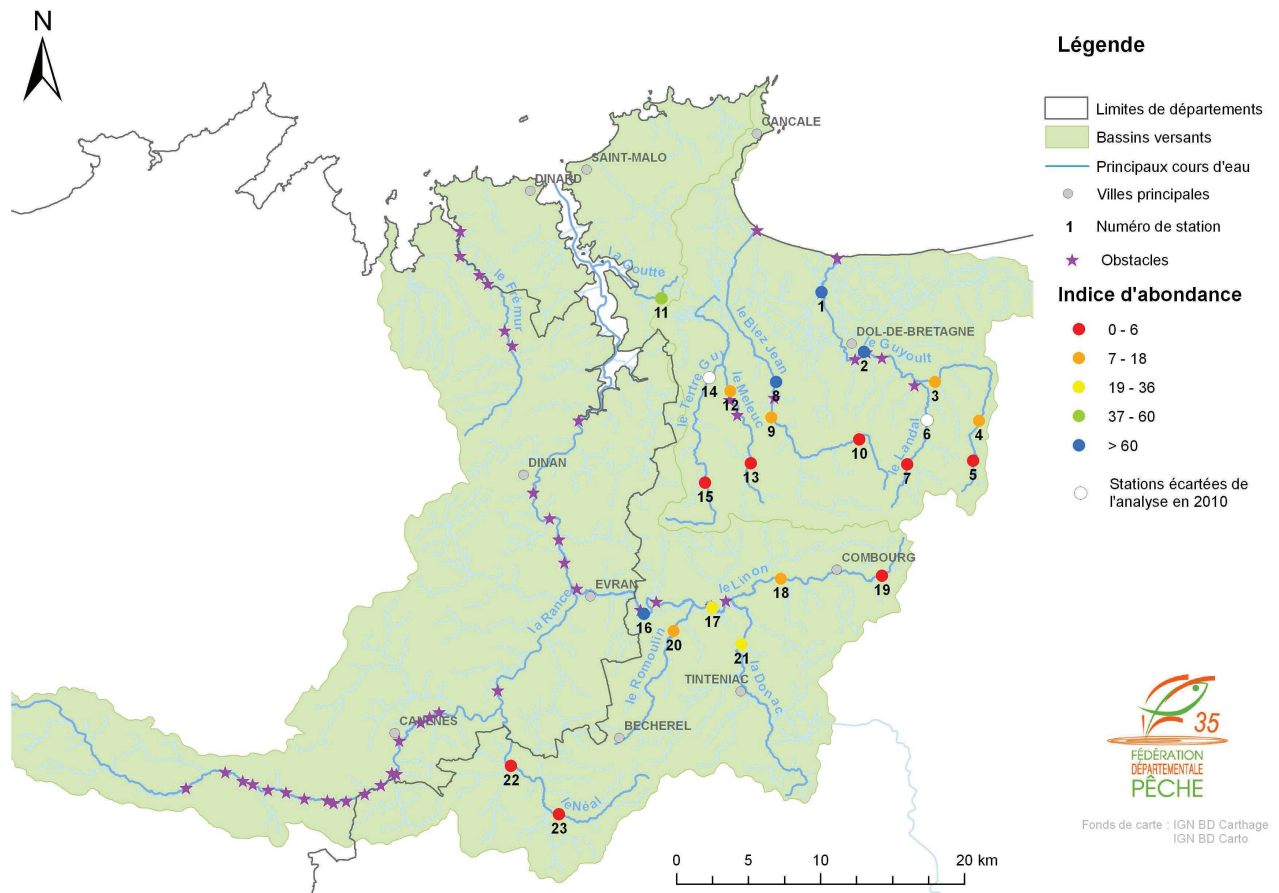 N
CANCALE
SAINT-MALO
DINARD
La Goutte
le Frémur
11
le Biez Jean
1
DOL-DE-BRETAGNE
le Guyoult
2
3
le Tertre Gui
14
12
le Meleuc
8
9
4
6
le Landal
10
7
5
13
15
DINAN
COMBOURG
EVRAN
le Linon
18
19
la Rance
16
17
20
21
le Romoulin
TINTENIAC
la Donac
BECHEREL
CAULNES
22
le Néal
23
Légende
Limites de départements
Bassins versants
Principaux cours d'eau
Villes principales
1 Numéro de station
Obstacles
Indice d'abondance
0 - 6
7 - 18
19 - 36
37 - 60
> 60
Stations écartées de
l'analyse en 2010
35
FÉDÉRATION
DÉPARTEMENTALE
PÊCHE
Fonds de carte : IGN BD Carthage
IGN BD Carto
0 5 10 20 km